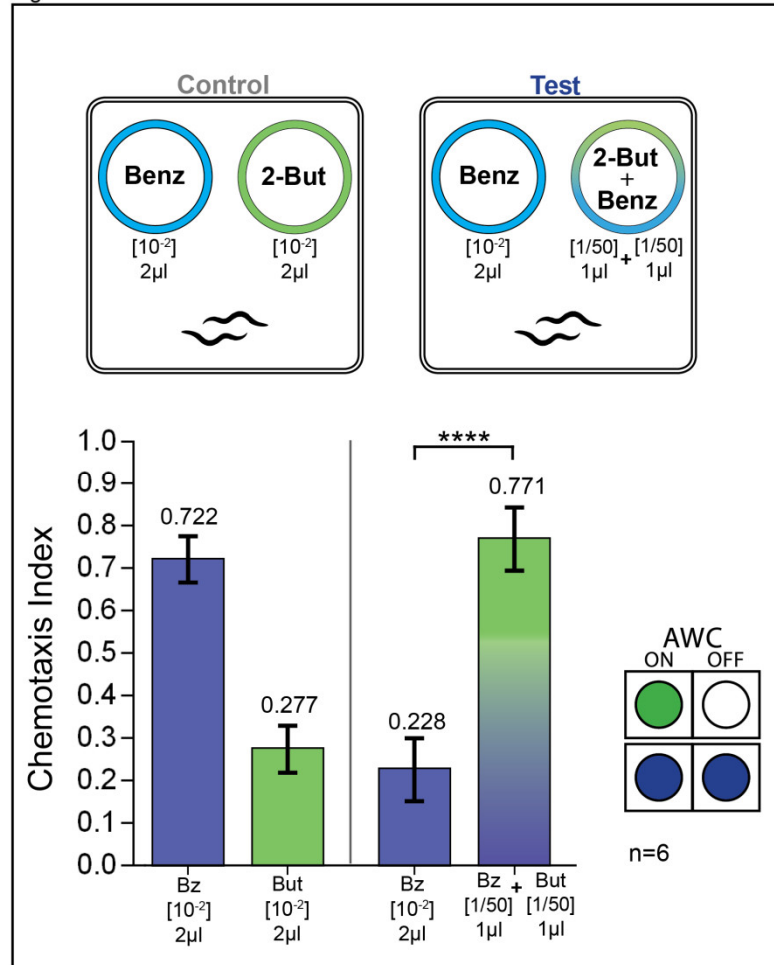 Control
Test
Benz
2-But
Benz
2-But
+
Benz
[10⁻²]
2µl
[10⁻²]
2µl
[10⁻²]
2µl
[1/50] + [1/50]
1µl 1µl
Chemotaxis Index
1.0
0.9
0.8
0.7
0.6
0.5
0.4
0.3
0.2
0.1
0.0
0.722
0.277
0.228
0.771
****
Bz
[10⁻²]
2µl
But
[10⁻²]
2µl
Bz
[10⁻²]
2µl
Bz + But
[1/50] [1/50]
1µl 1µl
AWC
ON OFF
n=6